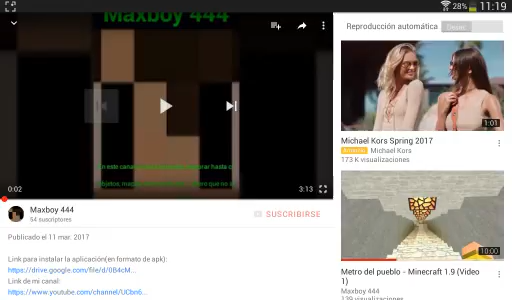 28% 11:19
Maxboy 444
0:02
3:13
Maxboy 444
54 suscriptores
SUSCRIBIRSE
Publicado el 11 mar. 2017
Link para instalar la aplicación(en formato de apk):
https://drive.google.com/file/d/0B4cM...
Link de mi canal:
https://www.youtube.com/channel/UCbn6...
Reproducción automática
1:01
Michael Kors Spring 2017
Michael Kors
173 K visualizaciones
10:00
Metro del pueblo - Minecraft 1.9 (Video
1)
Maxboy 444
139 visualizaciones